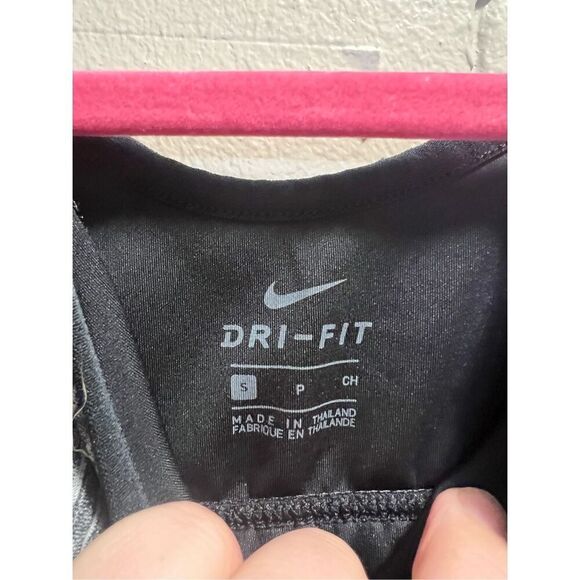 DRI-FIT
S P CH
MADE IN THAILAND
FABRIQUE EN THAILANDE